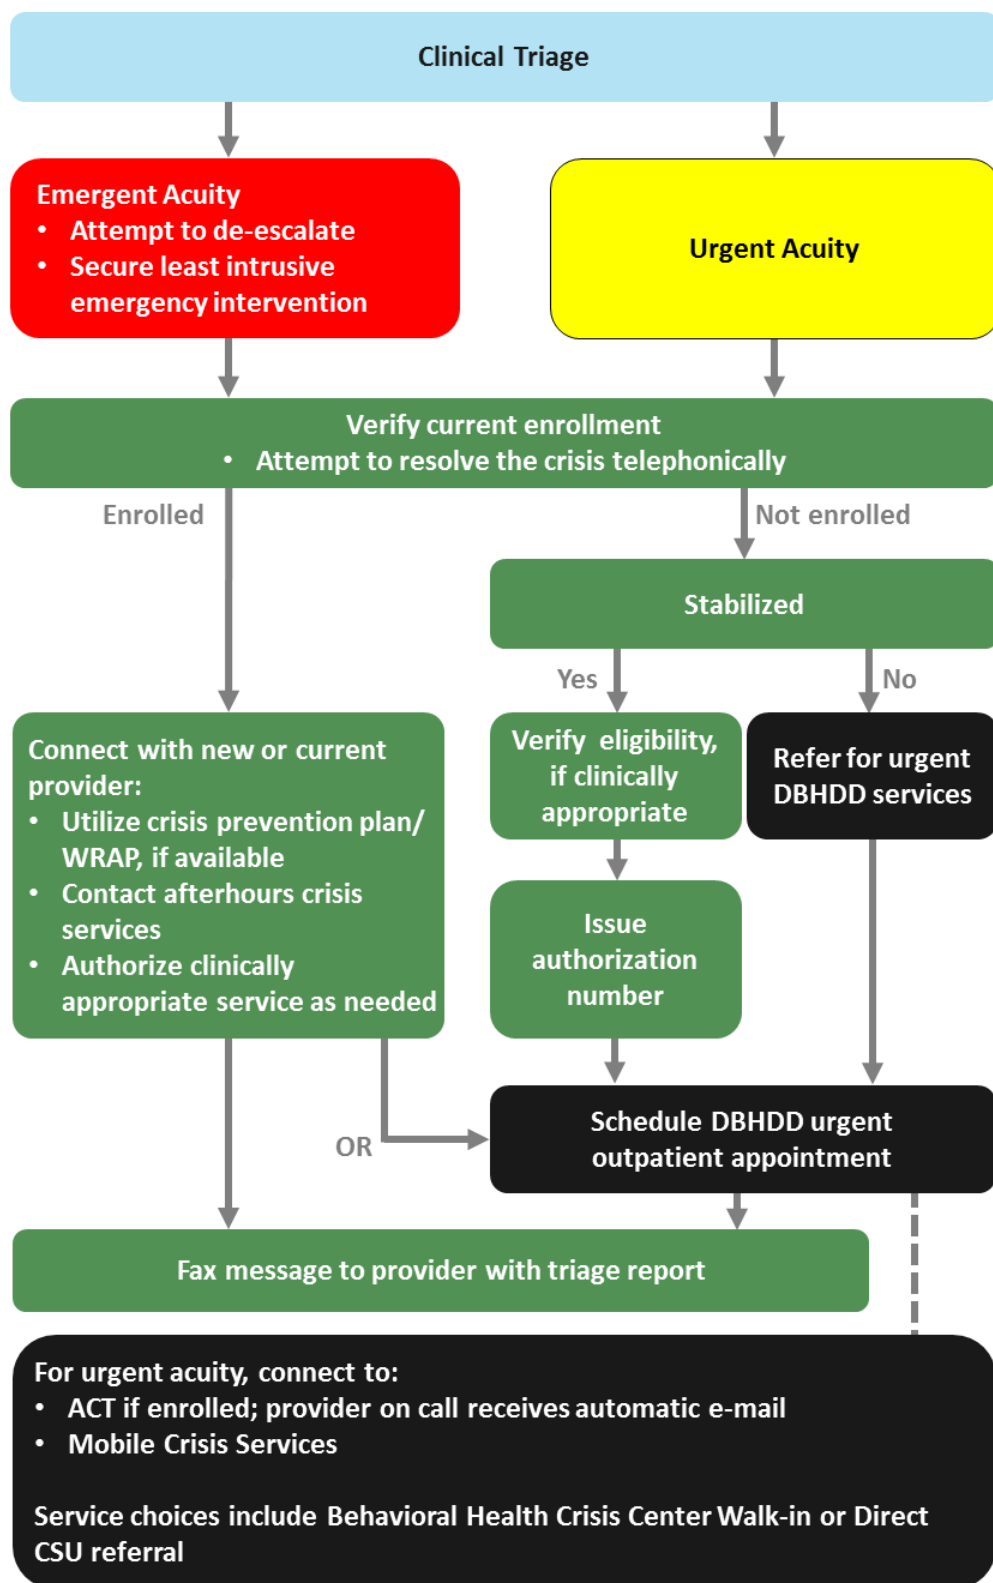 Clinical Triage
Emergent Acuity
• Attempt to de-escalate
• Secure least intrusive
emergency intervention
Urgent Acuity
Verify current enrollment
• Attempt to resolve the crisis telephonically
Enrolled
Not enrolled
Stabilized
Yes
No
Connect with new or current
provider:
• Utilize crisis prevention plan/
WRAP, if available
• Contact afterhours crisis
services
• Authorize clinically
appropriate service as needed
Verify eligibility,
if clinically
appropriate
Refer for urgent
DBHDD services
Issue
authorization
number
OR
Schedule DBHDD urgent
outpatient appointment
Fax message to provider with triage report
For urgent acuity, connect to:
• ACT if enrolled; provider on call receives automatic e-mail
• Mobile Crisis Services
Service choices include Behavioral Health Crisis Center Walk-in or Direct
CSU referral